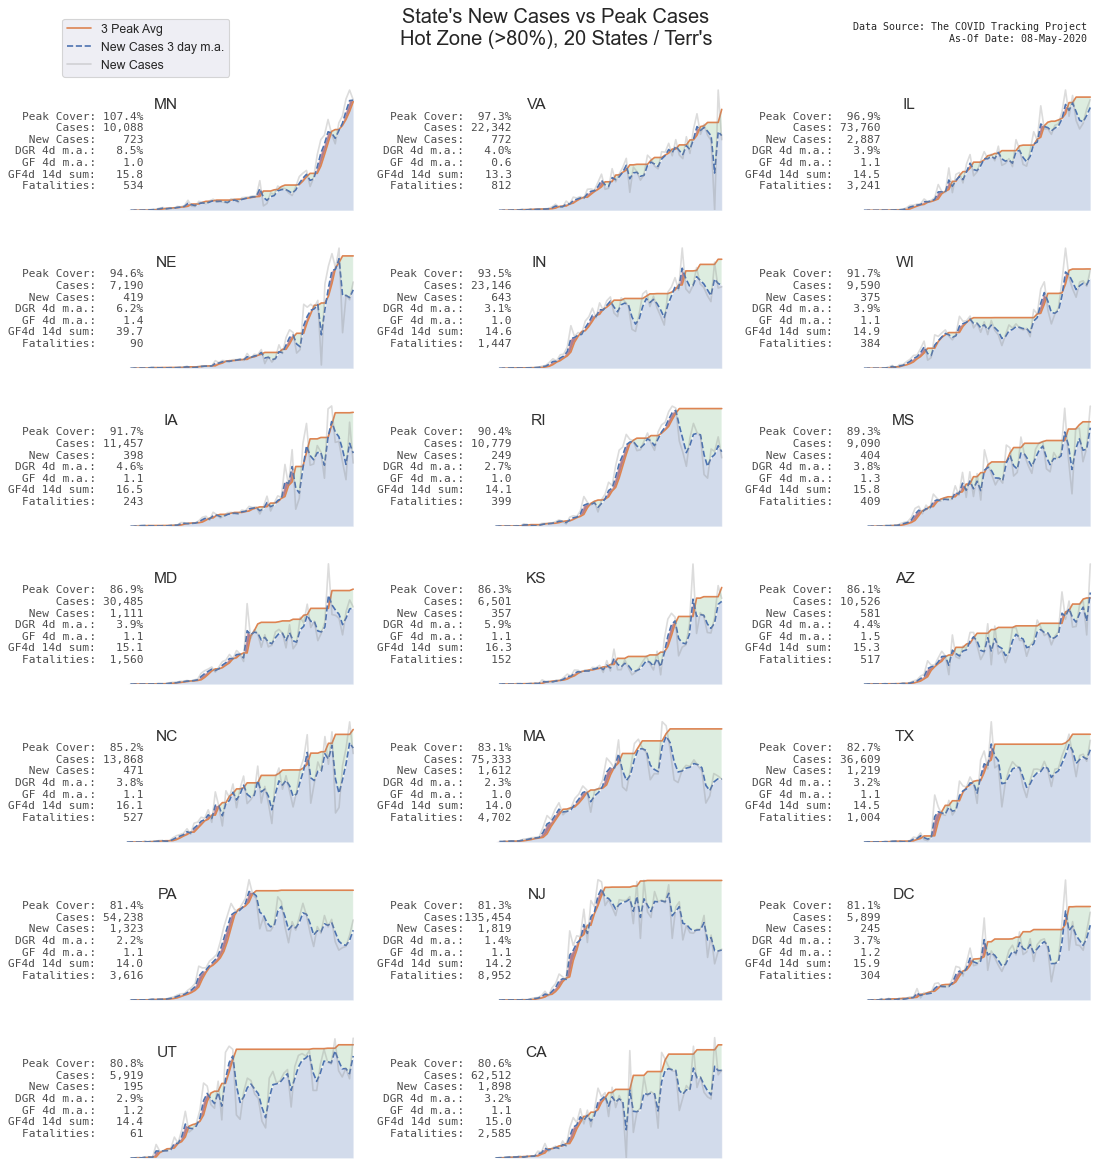 State's New Cases vs Peak Cases
Hot Zone (>80%), 20 States / Terr's
3 Peak Avg
New Cases 3 day m.a.
New Cases
Data Source: The COVID Tracking Project
As-Of Date: 08-May-2020
MN
Peak Cover: 107.4%
Cases: 10,088
New Cases: 723
DGR 4d m.a.: 8.5%
GF 4d m.a.: 1.0
GF4d 14d sum: 15.8
Fatalities: 534
VA
Peak Cover: 97.3%
Cases: 22,342
New Cases: 772
DGR 4d m.a.: 4.0%
GF 4d m.a.: 0.6
GF4d 14d sum: 13.3
Fatalities: 812
IL
Peak Cover: 96.9%
Cases: 73,760
New Cases: 2,887
DGR 4d m.a.: 3.9%
GF 4d m.a.: 1.1
GF4d 14d sum: 14.5
Fatalities: 3,241
NE
Peak Cover: 94.6%
Cases: 7,190
New Cases: 419
DGR 4d m.a.: 6.2%
GF 4d m.a.: 1.4
GF4d 14d sum: 39.7
Fatalities: 90
IN
Peak Cover: 93.5%
Cases: 23,146
New Cases: 643
DGR 4d m.a.: 3.1%
GF 4d m.a.: 1.0
GF4d 14d sum: 14.6
Fatalities: 1,447
WI
Peak Cover: 91.7%
Cases: 9,590
New Cases: 375
DGR 4d m.a.: 3.9%
GF 4d m.a.: 1.1
GF4d 14d sum: 14.9
Fatalities: 384
IA
Peak Cover: 91.7%
Cases: 11,457
New Cases: 398
DGR 4d m.a.: 4.6%
GF 4d m.a.: 1.1
GF4d 14d sum: 16.5
Fatalities: 243
RI
Peak Cover: 90.4%
Cases: 10,779
New Cases: 249
DGR 4d m.a.: 2.7%
GF 4d m.a.: 1.0
GF4d 14d sum: 14.1
Fatalities: 399
MS
Peak Cover: 89.3%
Cases: 9,090
New Cases: 404
DGR 4d m.a.: 3.8%
GF 4d m.a.: 1.3
GF4d 14d sum: 15.8
Fatalities: 409
MD
Peak Cover: 86.9%
Cases: 30,485
New Cases: 1,111
DGR 4d m.a.: 3.9%
GF 4d m.a.: 1.1
GF4d 14d sum: 15.1
Fatalities: 1,560
KS
Peak Cover: 86.3%
Cases: 6,501
New Cases: 357
DGR 4d m.a.: 5.9%
GF 4d m.a.: 1.1
GF4d 14d sum: 16.3
Fatalities: 152
AZ
Peak Cover: 86.1%
Cases: 10,526
New Cases: 581
DGR 4d m.a.: 4.4%
GF 4d m.a.: 1.5
GF4d 14d sum: 15.3
Fatalities: 517
NC
Peak Cover: 85.2%
Cases: 13,868
New Cases: 471
DGR 4d m.a.: 3.8%
GF 4d m.a.: 1.1
GF4d 14d sum: 16.1
Fatalities: 527
MA
Peak Cover: 83.1%
Cases: 75,333
New Cases: 1,612
DGR 4d m.a.: 2.3%
GF 4d m.a.: 1.0
GF4d 14d sum: 14.0
Fatalities: 4,702
TX
Peak Cover: 82.7%
Cases: 36,609
New Cases: 1,219
DGR 4d m.a.: 3.2%
GF 4d m.a.: 1.1
GF4d 14d sum: 14.5
Fatalities: 1,004
PA
Peak Cover: 81.4%
Cases: 54,238
New Cases: 1,323
DGR 4d m.a.: 2.2%
GF 4d m.a.: 1.1
GF4d 14d sum: 14.0
Fatalities: 3,616
NJ
Peak Cover: 81.3%
Cases:135,454
New Cases: 1,819
DGR 4d m.a.: 1.4%
GF 4d m.a.: 1.1
GF4d 14d sum: 14.2
Fatalities: 8,952
DC
Peak Cover: 81.1%
Cases: 5,899
New Cases: 245
DGR 4d m.a.: 3.7%
GF 4d m.a.: 1.2
GF4d 14d sum: 15.9
Fatalities: 304
UT
Peak Cover: 80.8%
Cases: 5,919
New Cases: 195
DGR 4d m.a.: 2.9%
GF 4d m.a.: 1.2
GF4d 14d sum: 14.4
Fatalities: 61
CA
Peak Cover: 80.6%
Cases: 62,512
New Cases: 1,898
DGR 4d m.a.: 3.2%
GF 4d m.a.: 1.1
GF4d 14d sum: 15.0
Fatalities: 2,585